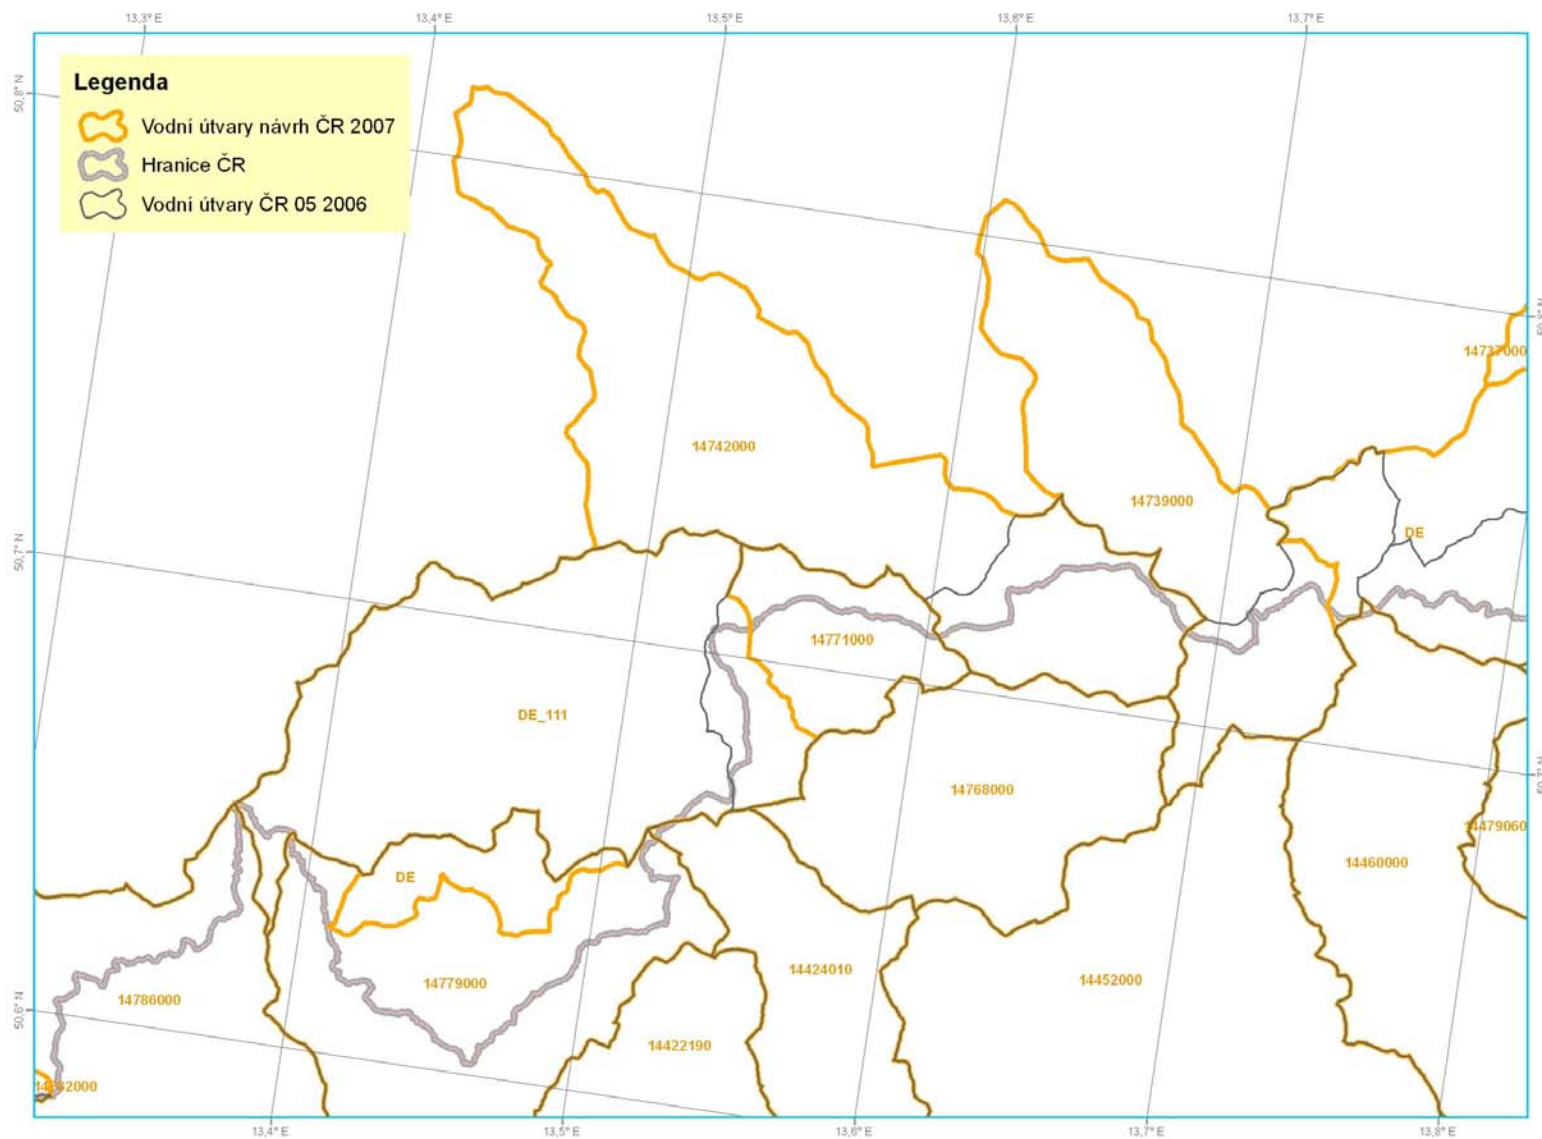 13,3° E
13,4° E
13,5° E
13,6° E
13,7° E
50,8° N
Legenda
Vodní útvary návrh ČR 2007
Hranice ČR
Vodní útvary ČR 05 2006
14737000
14742000
14739000
DE
50,7° N
14771000
DE_111
14768000
14479060
14460000
DE
14424010
14452000
14779000
14786000
50,6° N
14422190
13,4° E
13,5° E
13,6° E
13,7° E
13,8° E